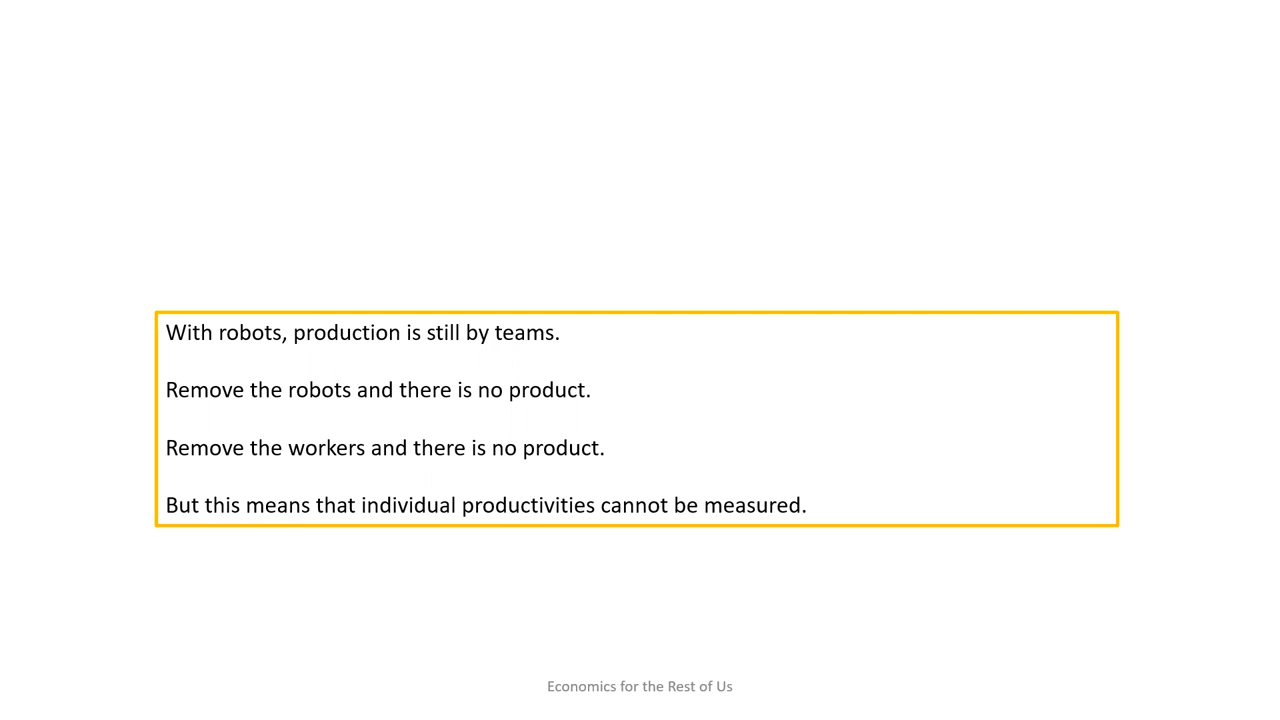 With robots, production is still by teams.
Remove the robots and there is no product.
Remove the workers and there is no product.
But this means that individual productivities cannot be measured.
Economics for the Rest of Us